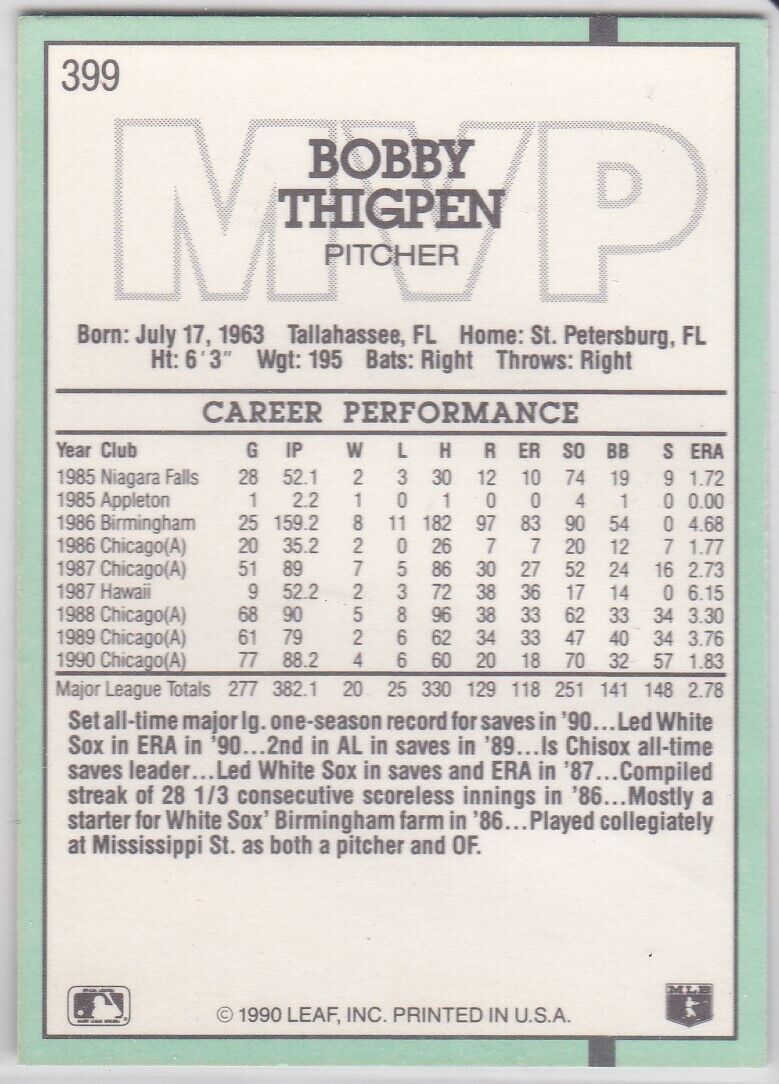 399
MVP
BOBBY
THIGPEN
PITCHER
Born: July 17, 1963 Tallahassee, FL Home: St. Petersburg, FL
Ht: 6'3" Wgt: 195 Bats: Right Throws: Right
CAREER PERFORMANCE
Year Club G IP W L H R ER SO BB S ERA
1985 Niagara Falls 28 52.1 2 3 30 12 10 74 19 9 1.72
1985 Appleton 1 2.2 1 0 1 0 0 4 1 0 0.00
1986 Birmingham 25 159.2 8 11 182 97 83 90 54 0 4.68
1986 Chicago(A) 20 35.2 2 0 26 7 7 20 12 7 1.77
1987 Chicago(A) 51 89 7 5 86 30 27 52 24 16 2.73
1987 Hawaii 9 52.2 2 3 72 38 36 17 14 0 6.15
1988 Chicago(A) 68 90 5 8 96 38 33 62 33 34 3.30
1989 Chicago(A) 61 79 2 6 62 34 33 47 40 34 3.76
1990 Chicago(A) 77 88.2 4 6 60 20 18 70 32 57 1.83
Major League Totals 277 382.1 20 25 330 129 118 251 141 148 2.78
Set all-time major lg. one-season record for saves in '90...Led White
Sox in ERA in '90...2nd in AL in saves in '89...Is Chisox all-time
saves leader...Led White Sox in saves and ERA in '87...Compiled
streak of 28 1/3 consecutive scoreless innings in '86...Mostly a
starter for White Sox' Birmingham farm in '86...Played collegiately
at Mississippi St. as both a pitcher and OF.
© 1990 LEAF, INC. PRINTED IN U.S.A.
MLB